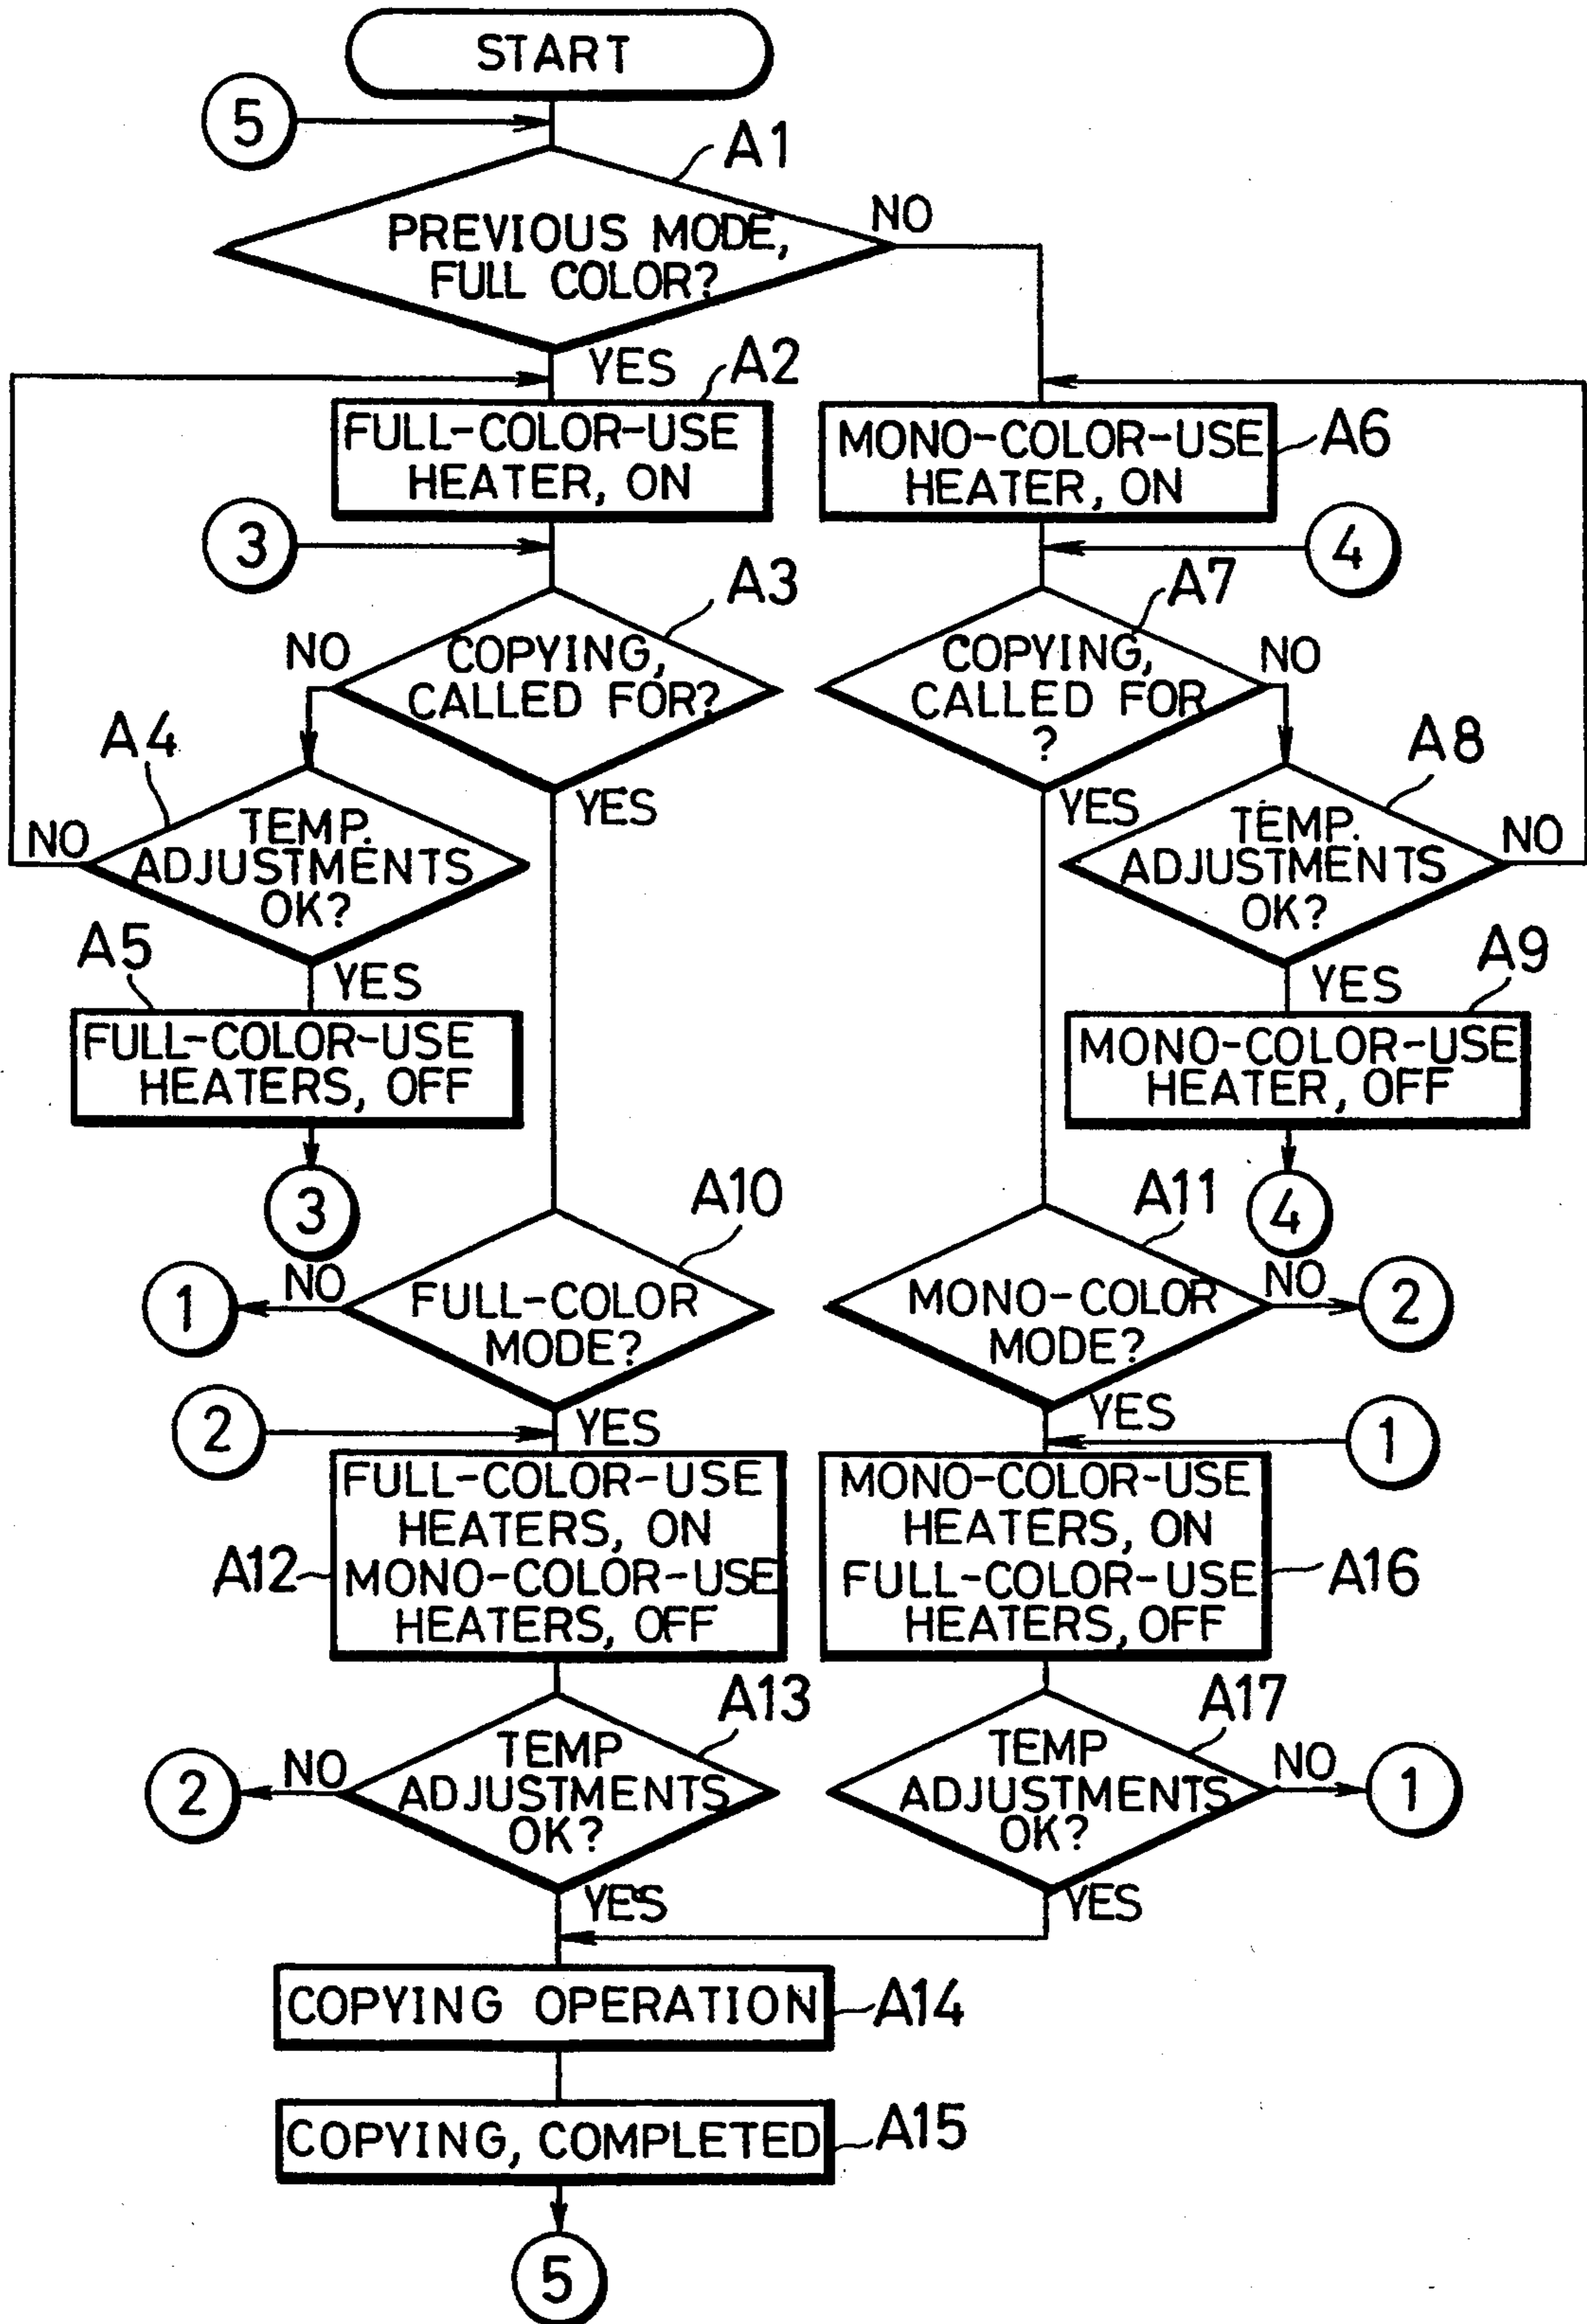 START
5
A1
PREVIOUS MODE,
FULL COLOR?
NO
YES
A2
FULL-COLOR-USE
HEATER, ON
MONO-COLOR-USE
HEATER, ON
A6
3
4
A3
A7
NO
COPYING,
CALLED FOR?
COPYING,
CALLED FOR
?
NO
A4
YES
YES
A8
NO
TEMP.
ADJUSTMENTS
OK?
TEMP.
ADJUSTMENTS
OK?
NO
A5
YES
YES
A9
FULL-COLOR-USE
HEATERS, OFF
MONO-COLOR-USE
HEATER, OFF
3
4
A10
A11
1
NO
FULL-COLOR
MODE?
MONO-COLOR
MODE?
NO
2
2
YES
YES
1
FULL-COLOR-USE
HEATERS, ON
MONO-COLOR-USE
HEATERS, OFF
A12
MONO-COLOR-USE
HEATERS, ON
FULL-COLOR-USE
HEATERS, OFF
A16
A13
A17
2
NO
TEMP
ADJUSTMENTS
OK?
TEMP
ADJUSTMENTS
OK?
NO
1
YES
YES
COPYING OPERATION
A14
COPYING, COMPLETED
A15
5